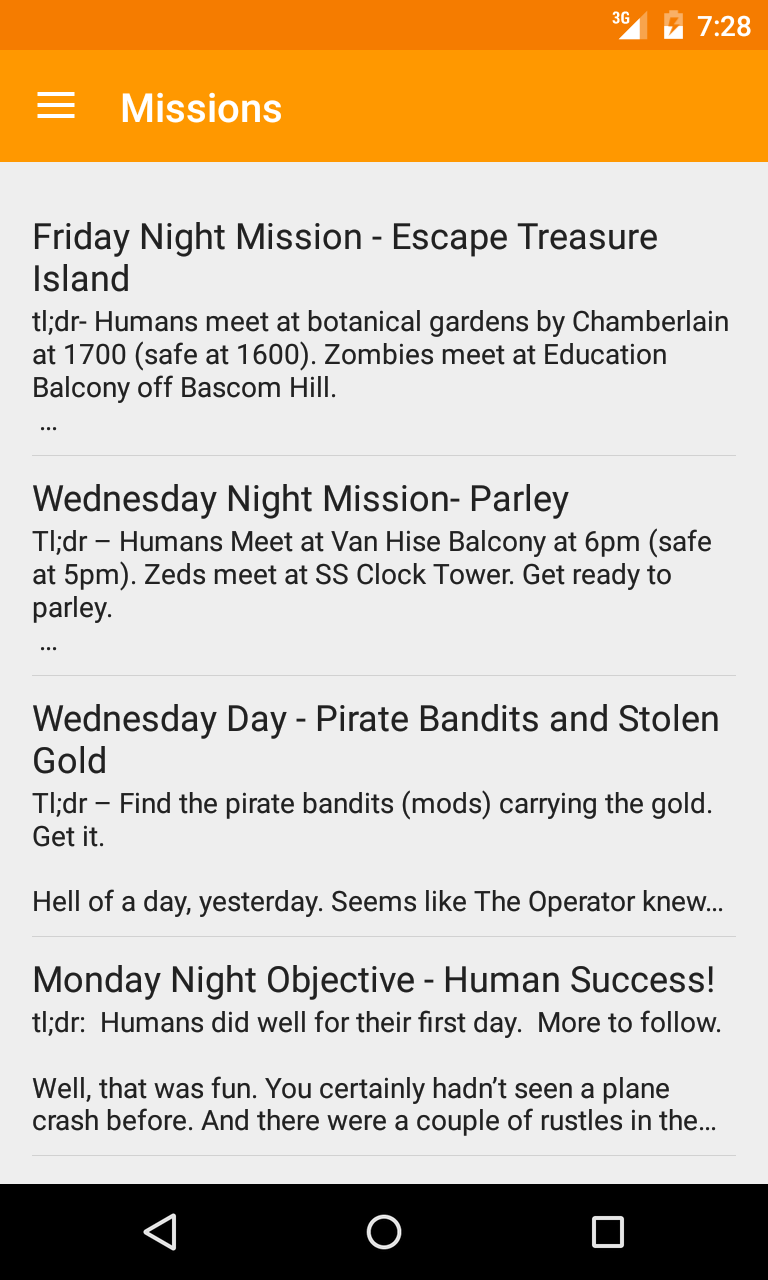 3G 7:28
Missions
Friday Night Mission - Escape Treasure
Island
tl;dr- Humans meet at botanical gardens by Chamberlain
at 1700 (safe at 1600). Zombies meet at Education
Balcony off Bascom Hill.
…
Wednesday Night Mission- Parley
Tl;dr – Humans Meet at Van Hise Balcony at 6pm (safe
at 5pm). Zeds meet at SS Clock Tower. Get ready to
parley.
…
Wednesday Day - Pirate Bandits and Stolen
Gold
Tl;dr – Find the pirate bandits (mods) carrying the gold.
Get it.
Hell of a day, yesterday. Seems like The Operator knew…
Monday Night Objective - Human Success!
tl;dr:  Humans did well for their first day.  More to follow.
Well, that was fun. You certainly hadn’t seen a plane
crash before. And there were a couple of rustles in the…